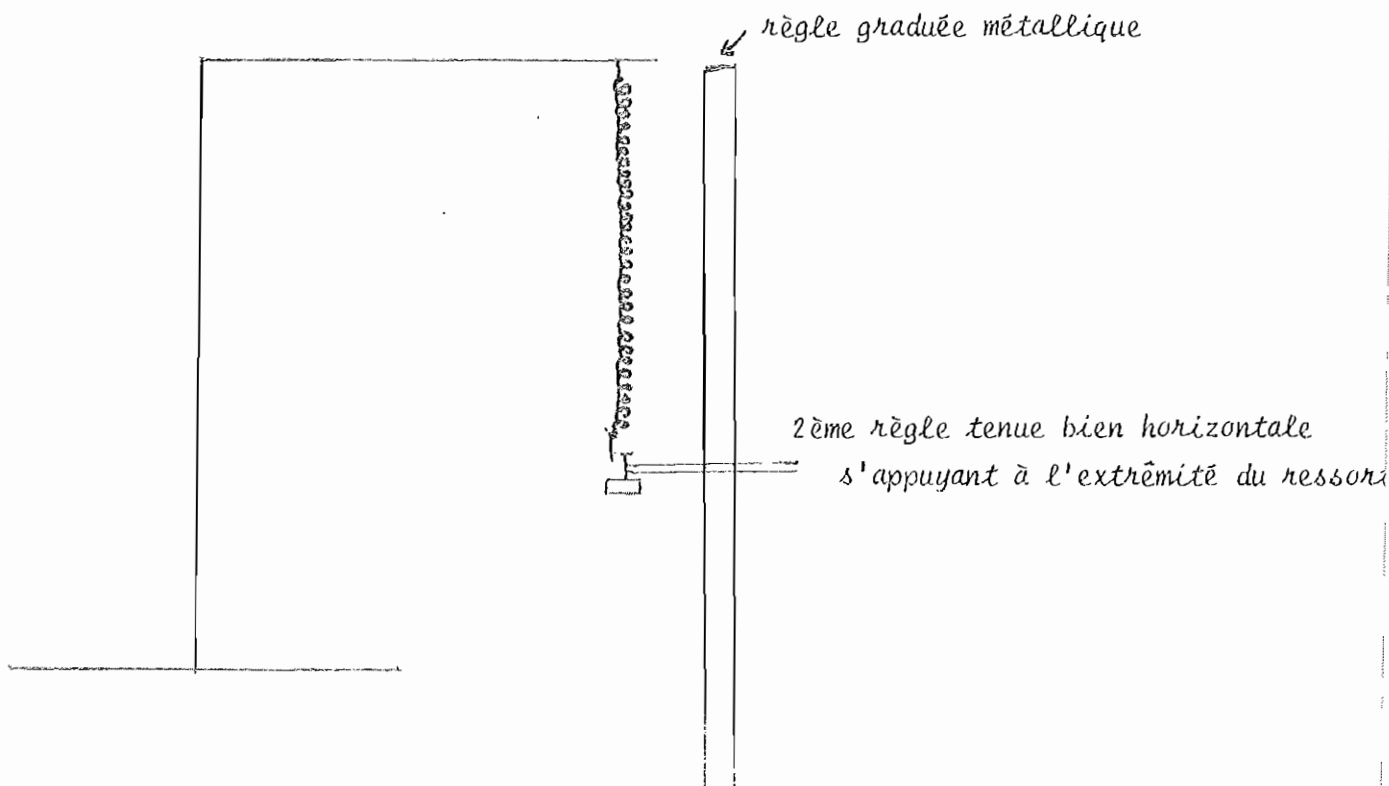 règle graduée métallique
2ème règle tenue bien horizontale
s'appuyant à l'extrêmité du ressort